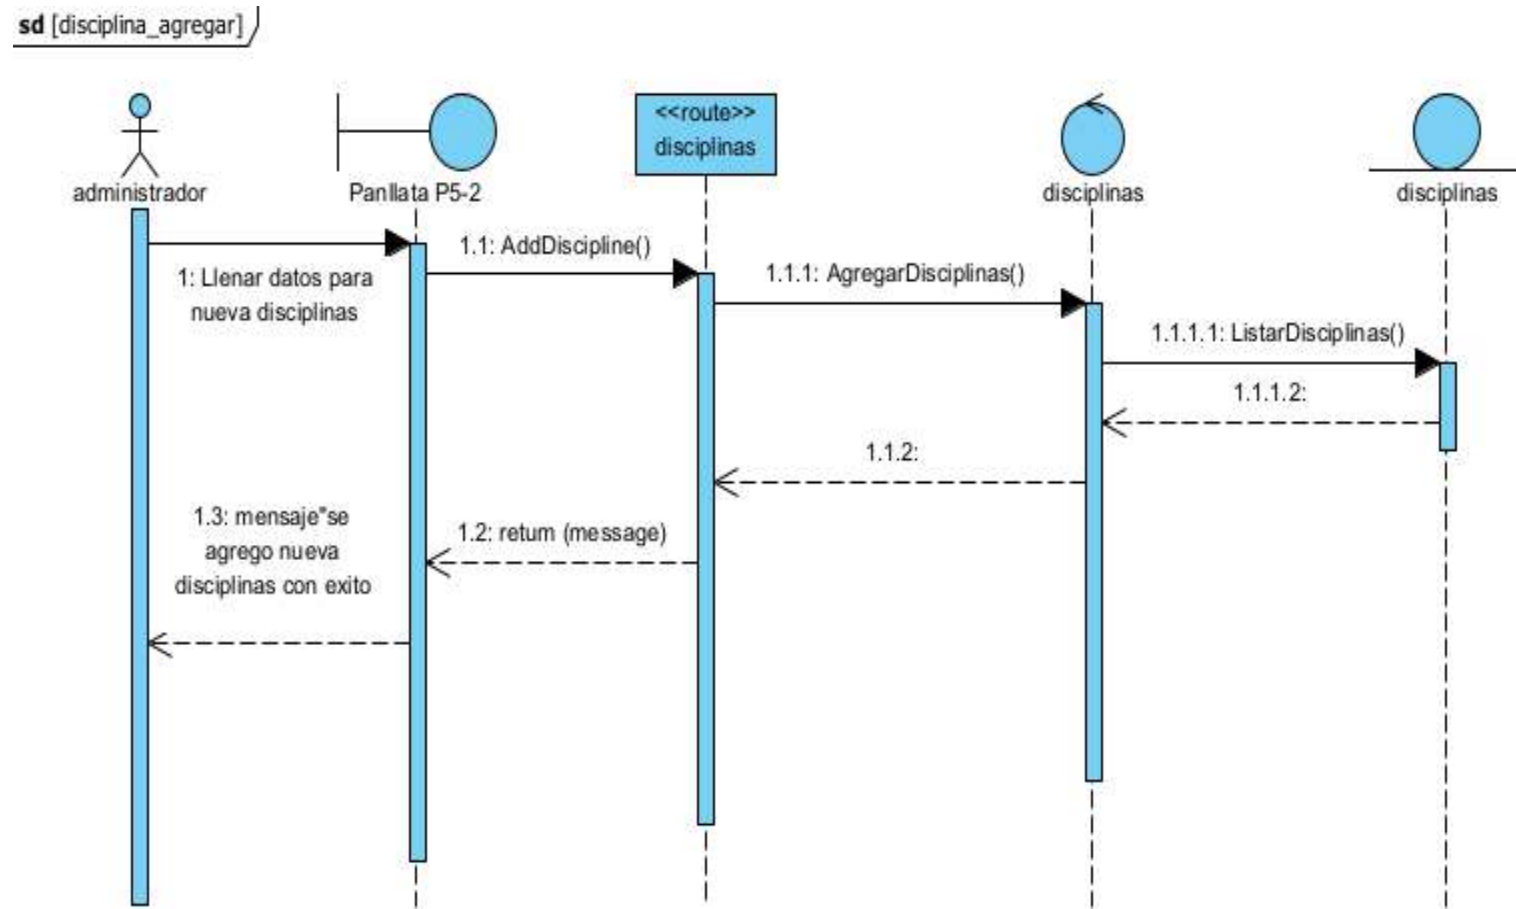 sd [disciplina_agregar]
<<route>>
disciplinas
administrador
Panllata P5-2
disciplinas
disciplinas
1.1: AddDiscipline()
1: Llenar datos para
nueva disciplinas
1.1.1: AgregarDisciplinas()
1.1.1.1: ListarDisciplinas()
1.1.1.2:
1.1.2:
1.3: mensaje"se
agrego nueva
disciplinas con exito
1.2: return (message)